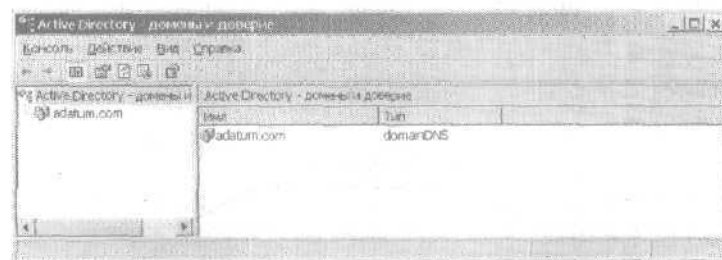 Active Directory - домены и доверие
Консоль Действие Вид Справка
Active Directory - домены и
Active Directory - домены и доверие
adatum.com
Имя
Тип
adatum.com
domainDNS